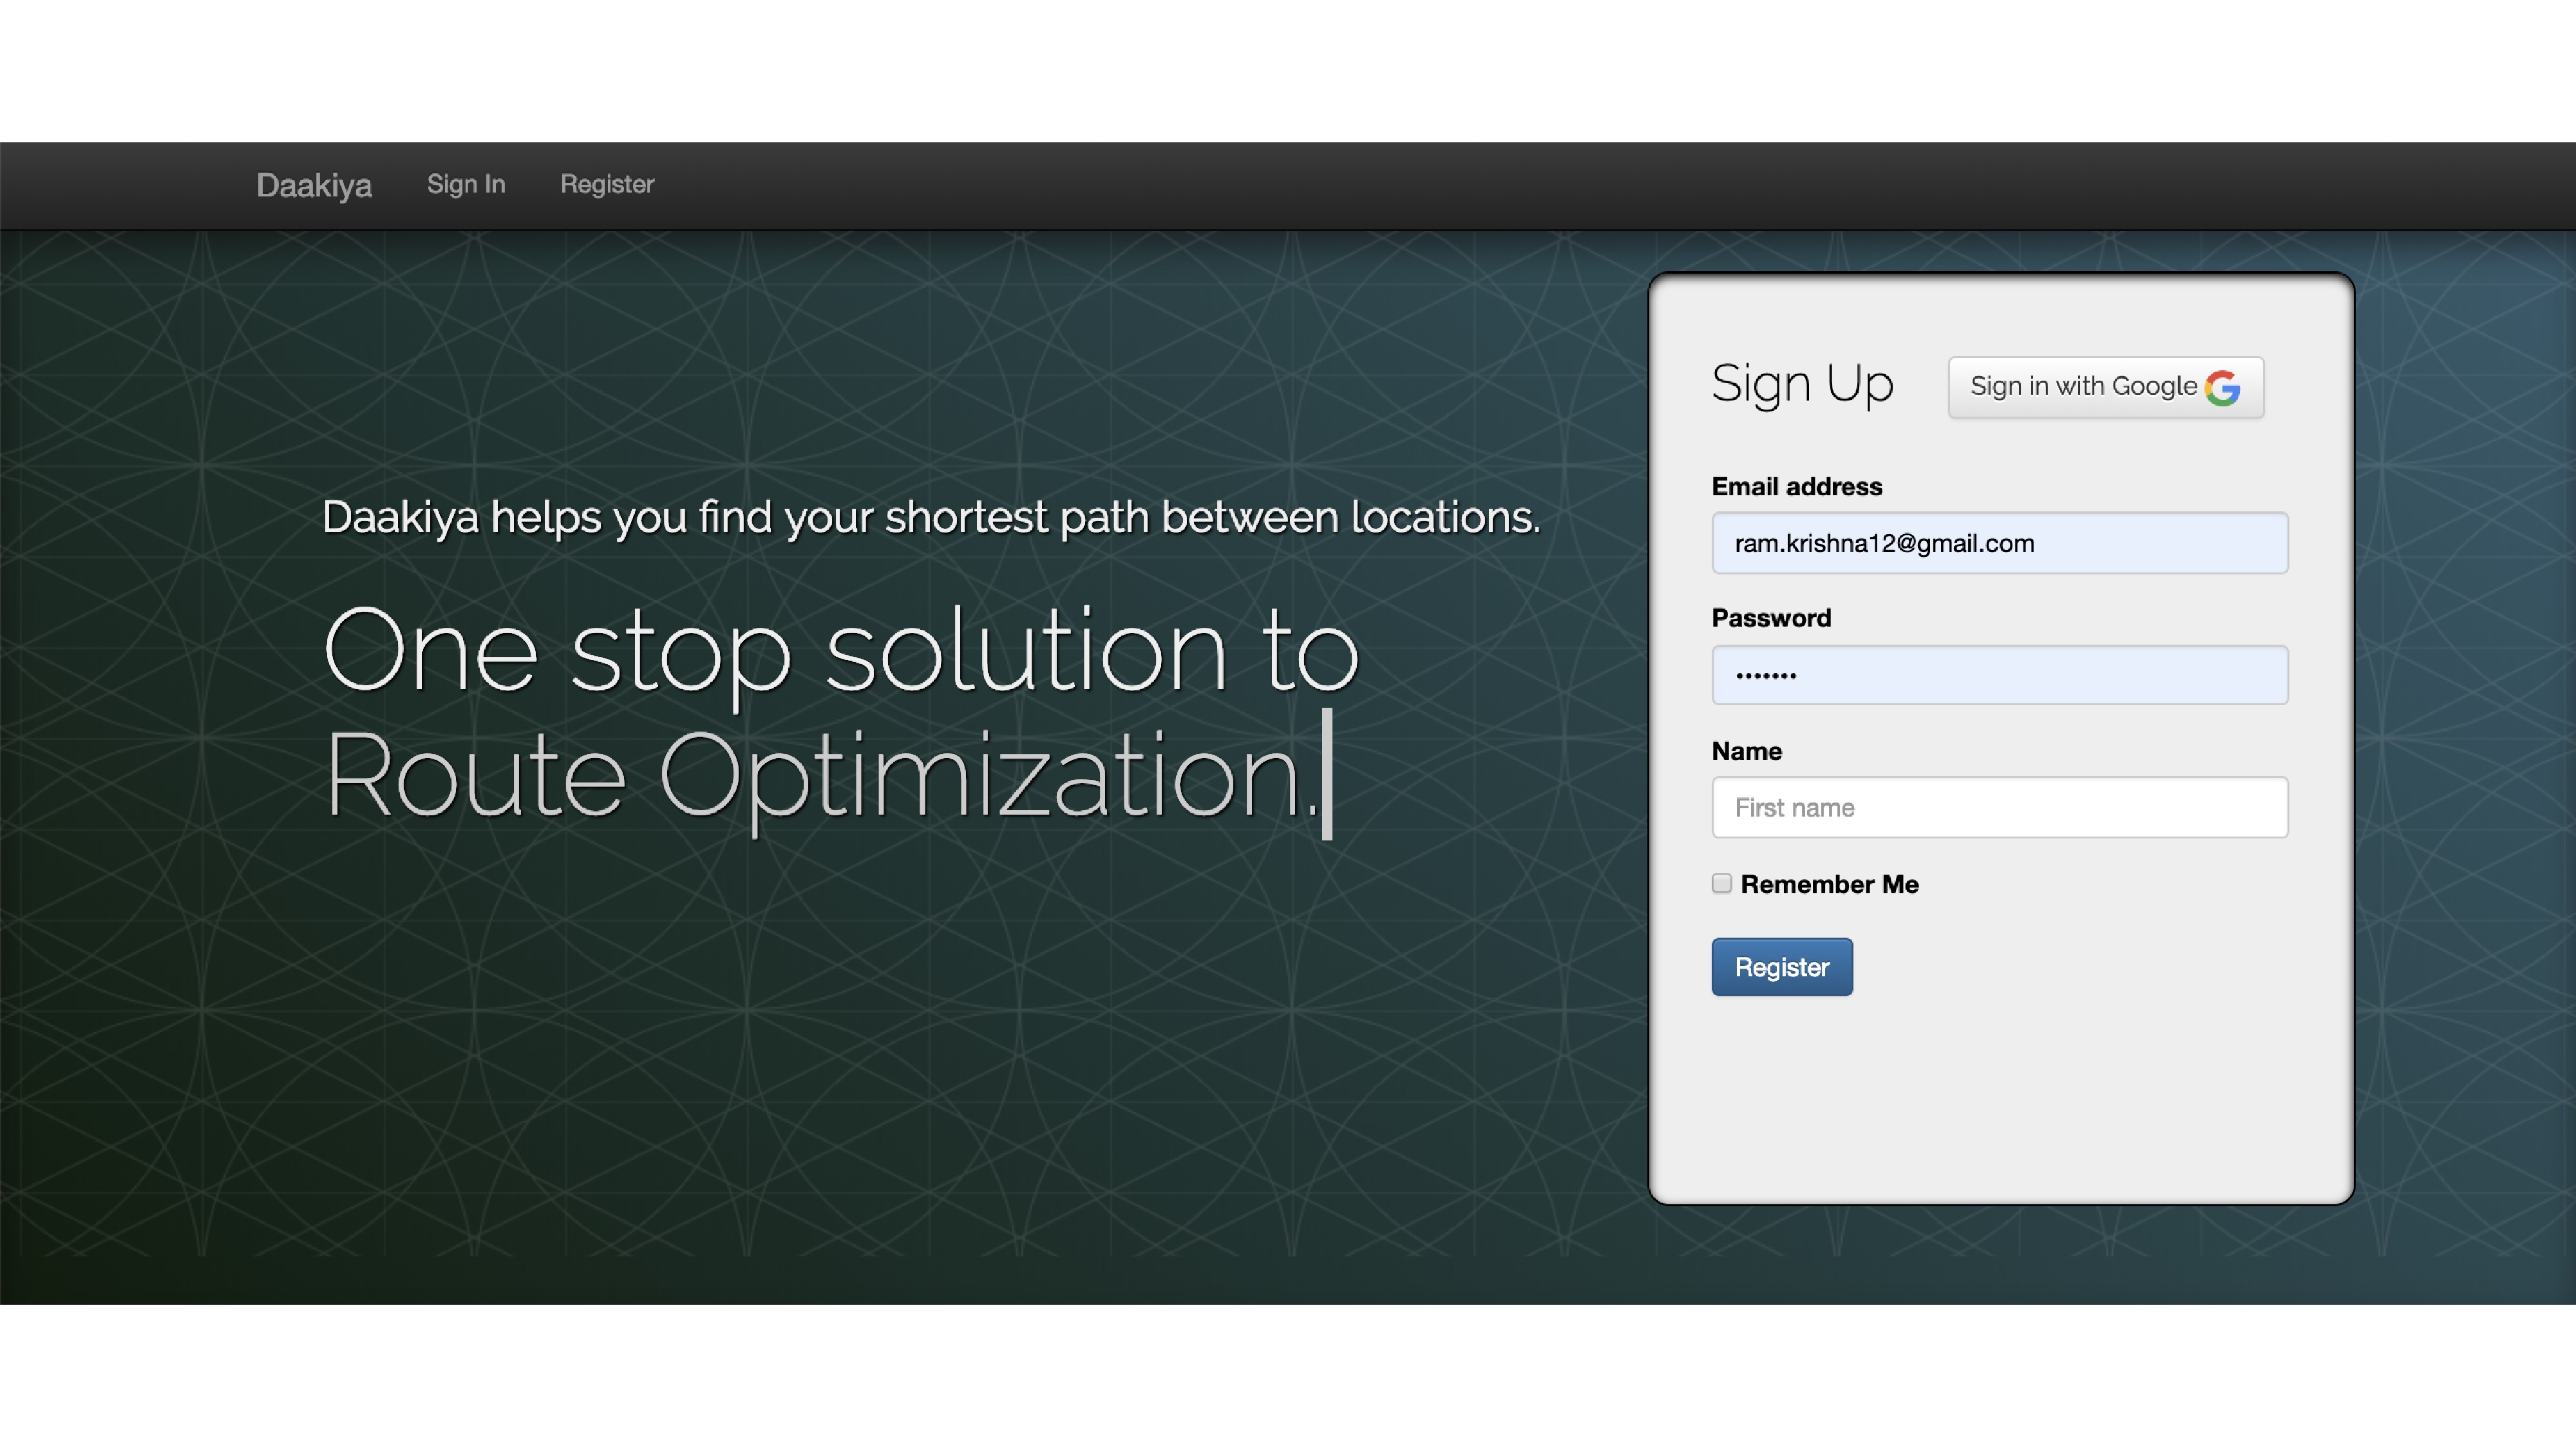 Daakiya Sign In Register
Daakiya helps you find your shortest path between locations.
One stop solution to
Route Optimization.
Sign Up Sign in with Google
Email address
ram.krishna12@gmail.com
Password
•••••••
Name
First name
Remember Me
Register